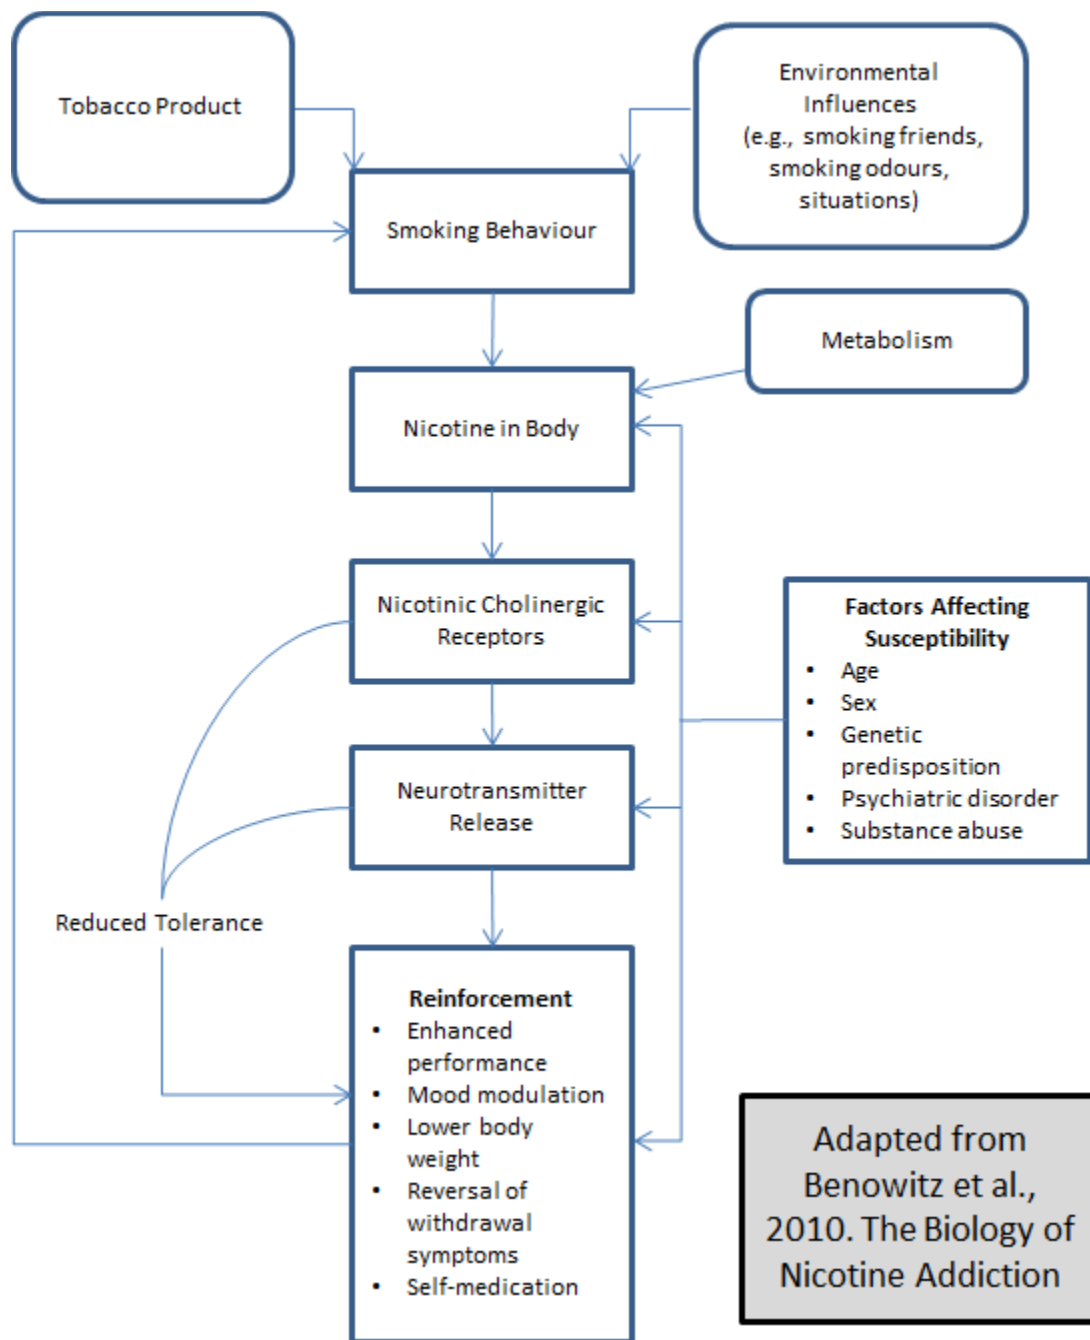 Tobacco Product
Environmental
Influences
(e.g., smoking friends,
smoking odours,
situations)
Smoking Behaviour
Metabolism
Nicotine in Body
Nicotinic Cholinergic
Receptors
Factors Affecting
Susceptibility
• Age
• Sex
• Genetic
predisposition
• Psychiatric disorder
• Substance abuse
Neurotransmitter
Release
Reduced Tolerance
Reinforcement
• Enhanced
performance
• Mood modulation
• Lower body
weight
• Reversal of
withdrawal
symptoms
• Self-medication
Adapted from
Benowitz et al.,
2010. The Biology of
Nicotine Addiction